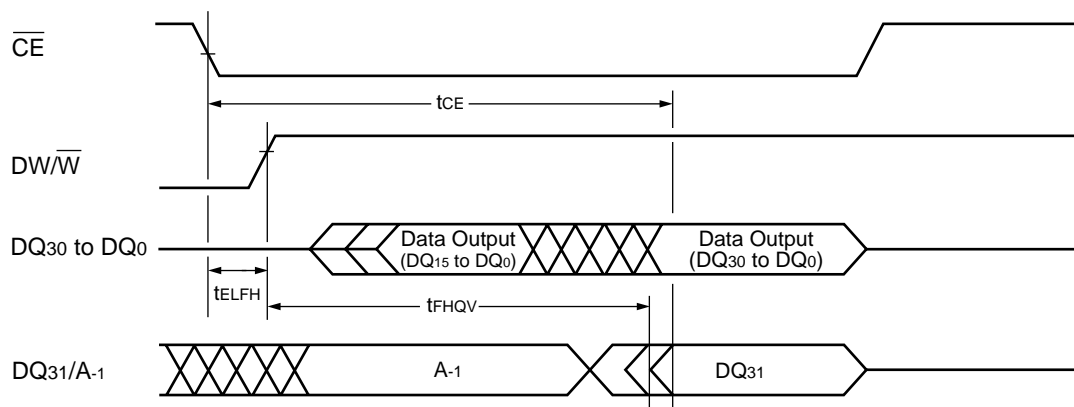 CE
tCE
DW/W
DQ30 to DQ0
Data Output
(DQ15 to DQ0)
Data Output
(DQ30 to DQ0)
tELFH
tFHQV
DQ31/A-1
A-1
DQ31